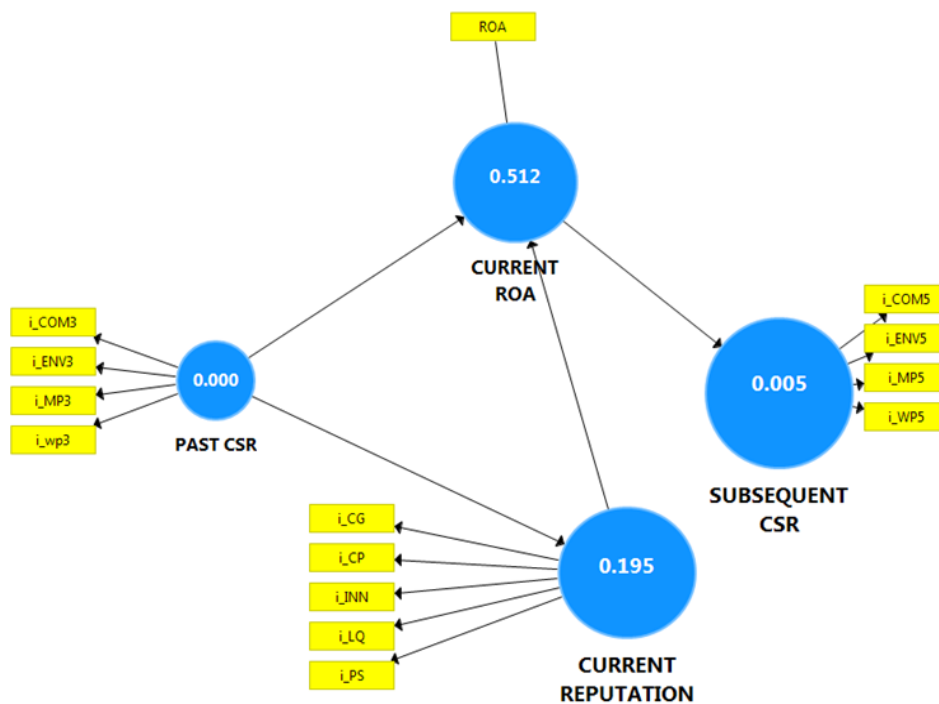 ROA
0.512
CURRENT
ROA
i_COM3
i_ENV3
i_MP3
i_wp3
0.000
PAST CSR
i_COM5
i_ENV5
i_MP5
i_WP5
0.005
SUBSEQUENT
CSR
i_CG
i_CP
i_INN
i_LQ
i_PS
0.195
CURRENT
REPUTATION